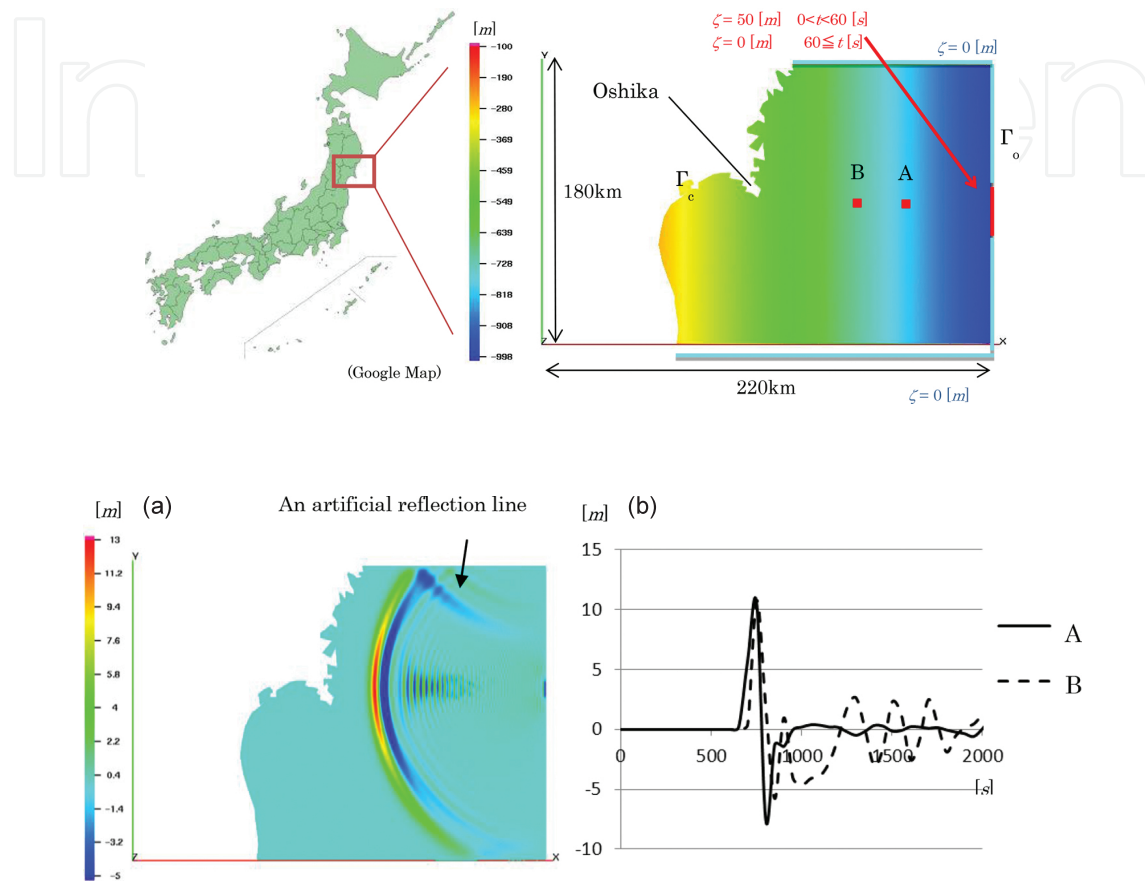 [m]
-100
-190
-280
-369
-459
-549
-639
-728
-818
-908
-998
(Google Map)
ζ = 50 [m] 0<t<60 [s]
ζ = 0 [m] 60≦t [s]
ζ = 0 [m]
Y
Oshika
Γo
Γc
B
A
180km
Z
X
220km
ζ = 0 [m]
[m]
(a)
An artificial reflection line
13
11.2
9.4
7.6
5.8
4
2.2
0.4
-1.4
-3.2
-5
Y
X
[m]
(b)
15
10
5
0
-5
-10
0
500
1000
1500
2000
[s]
A
B